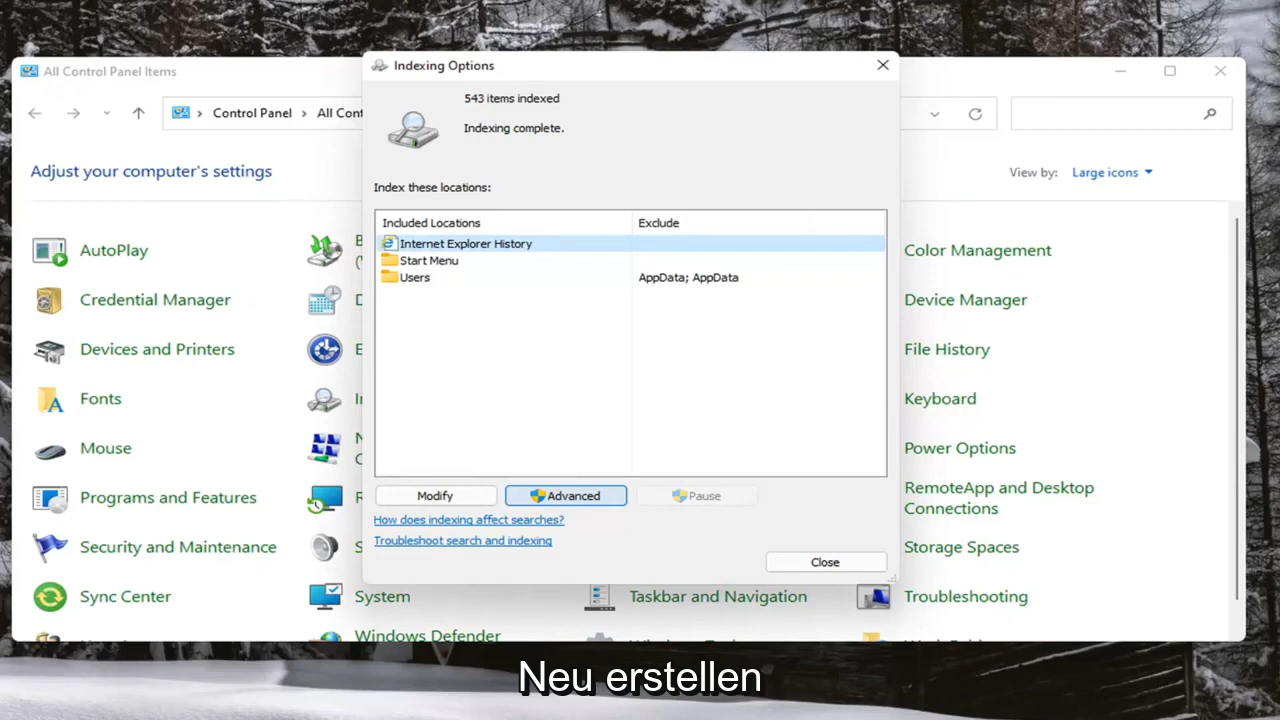 All Control Panel Items
Indexing Options
543 items indexed
Indexing complete.
Control Panel
All Cont
Adjust your computer's settings
View by: Large icons
Index these locations:
Included Locations Exclude
Internet Explorer History
Start Menu
Users AppData; AppData
AutoPlay
Color Management
Credential Manager
Device Manager
Devices and Printers
File History
Fonts
Keyboard
Mouse
Power Options
Programs and Features
RemoteApp and Desktop
Connections
Modify Advanced Pause
How does indexing affect searches?
Troubleshoot search and indexing
Close
Security and Maintenance
Storage Spaces
Sync Center
System
Taskbar and Navigation
Troubleshooting
Windows Defender
Neu erstellen